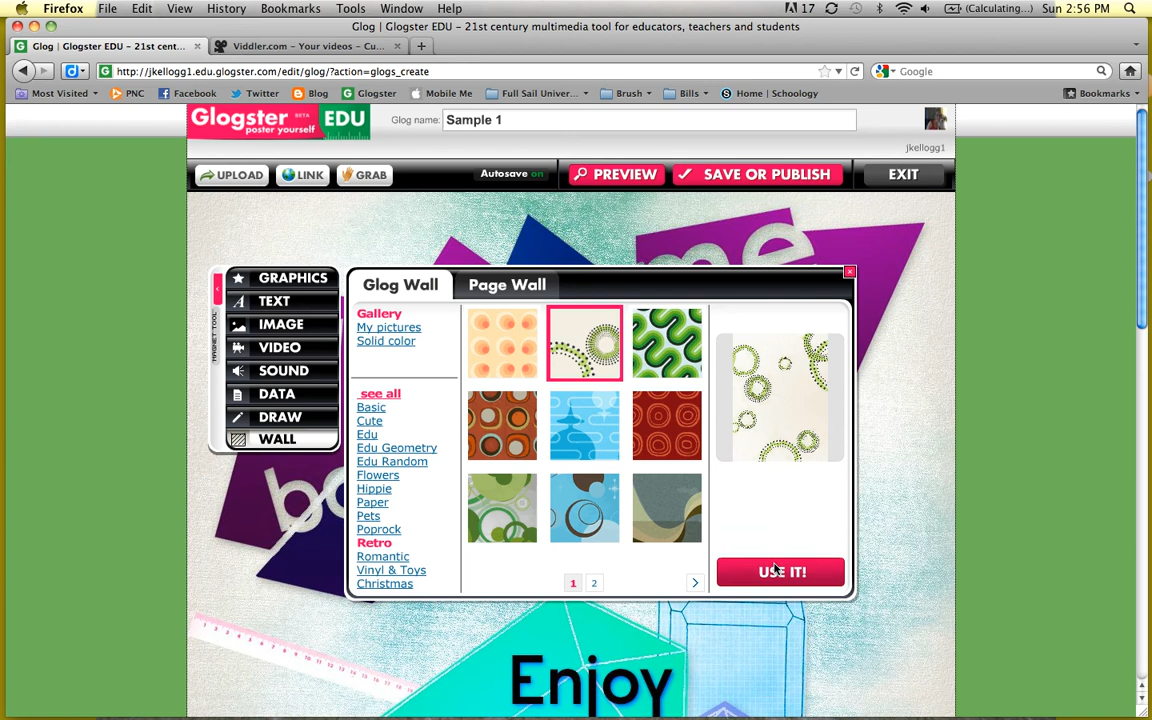 Firefox File Edit View History Bookmarks Tools Window Help 17 (Calculating...) Sun 2:56 PM
Glog | Glogster EDU – 21st century multimedia tool for educators, teachers and students
Glog | Glogster EDU – 21st cent... Viddler.com – Your videos – Cu...
http://jkellogg1.edu.glogster.com/edit/glog/?action=glogs_create Google
Most Visited PNC Facebook Twitter Blog Glogster Mobile Me Full Sail Univer... Brush Bills Home | Schoology Bookmarks
Glogster BETA EDU Glog name: Sample 1
poster yourself
jkellogg1
UPLOAD LINK GRAB Autosave on PREVIEW SAVE OR PUBLISH EXIT
me
GRAPHICS
TEXT
IMAGE
VIDEO
SOUND
DATA
DRAW
WALL
MAGNET TOOL
Glog Wall Page Wall
Gallery
My pictures
Solid color
see all
Basic
Cute
Edu
Edu Geometry
Edu Random
Flowers
Hippie
Paper
Pets
Poprock
Retro
Romantic
Vinyl & Toys
Christmas
1 2
USE IT!
Enjoy